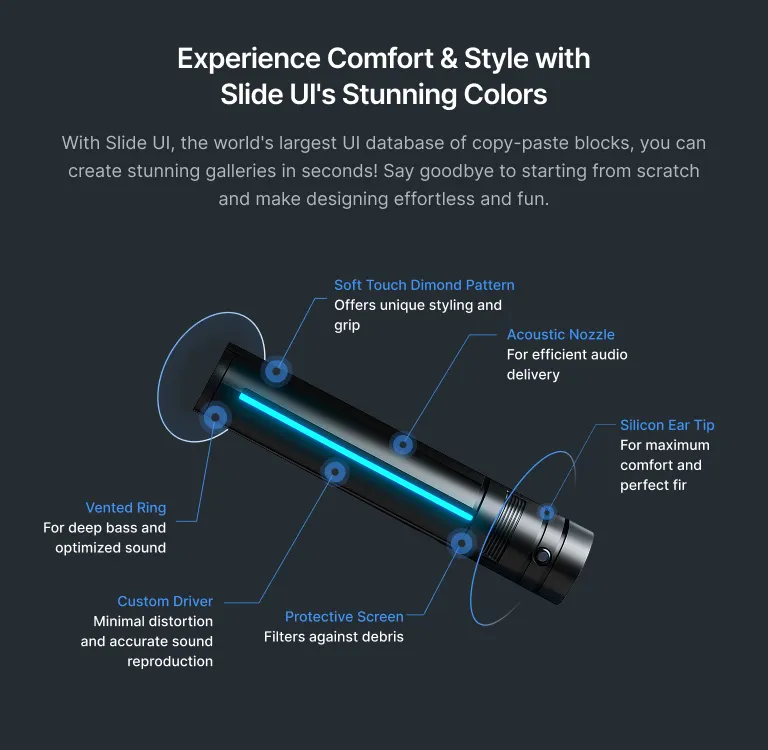 Experience Comfort & Style with
Slide UI's Stunning Colors
With Slide UI, the world's largest UI database of copy-paste blocks, you can
create stunning galleries in seconds! Say goodbye to starting from scratch
and make designing effortless and fun.
Soft Touch Dimond Pattern
Offers unique styling and
grip
Acoustic Nozzle
For efficient audio
delivery
Silicon Ear Tip
For maximum
comfort and
perfect fir
Vented Ring
For deep bass and
optimized sound
Custom Driver
Minimal distortion
and accurate sound
reproduction
Protective Screen
Filters against debris